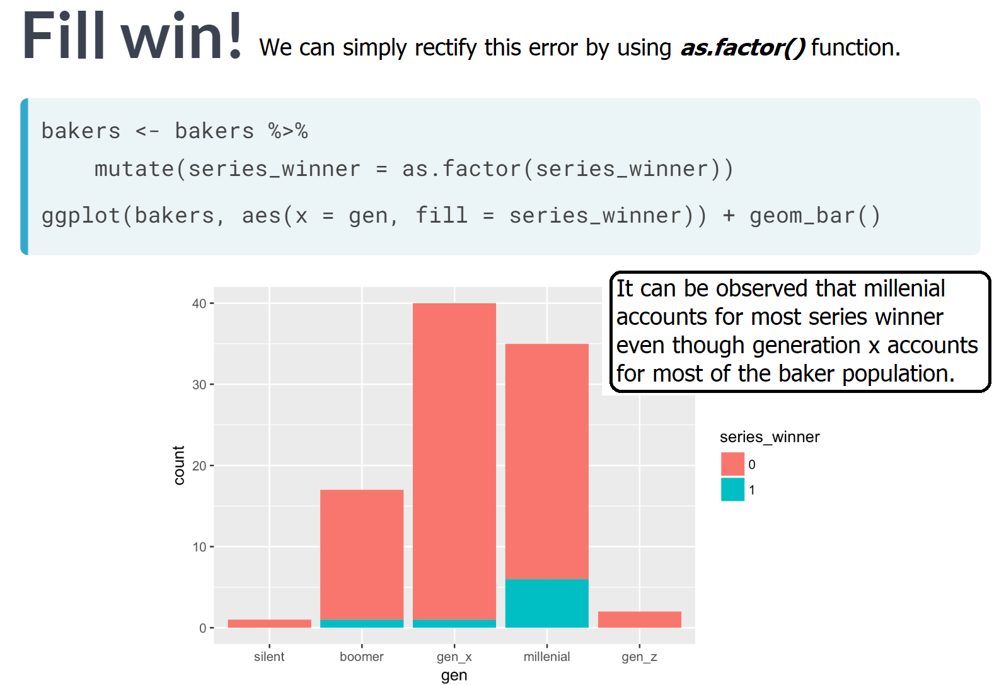 Fill win! We can simply rectify this error by using as.factor() function.
bakers <- bakers %>%
    mutate(series_winner = as.factor(series_winner))
ggplot(bakers, aes(x = gen, fill = series_winner)) + geom_bar()
It can be observed that millenial
accounts for most series winner
even though generation x accounts
for most of the baker population.
40
30
20
10
0
count
silent boomer gen_x millenial gen_z
gen
series_winner
0
1